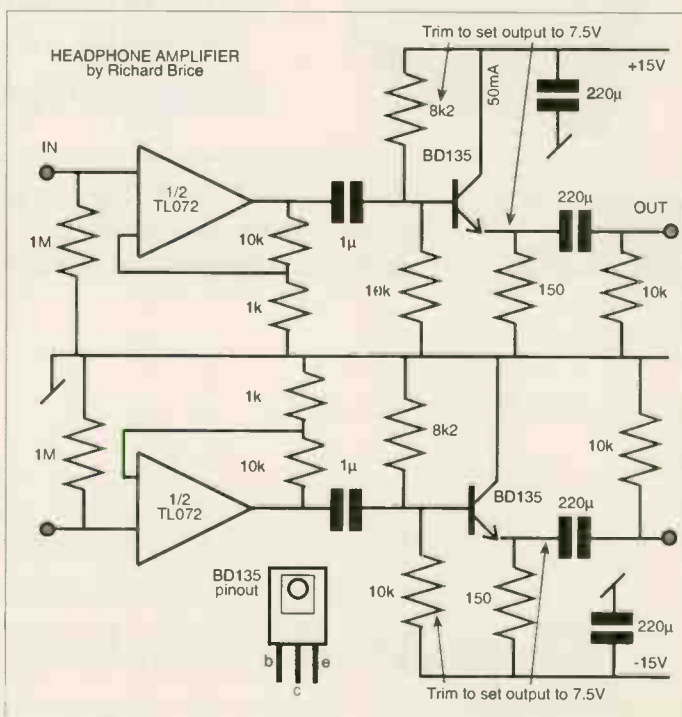 Trim to set output to 7.5V
HEADPHONE AMPLIFIER
by Richard Brice
+15V
50mA
8k2
220µ
BD135
IN
1/2
TL072
220µ
OUT
1M
10k
1µ
10k
150
10k
1k
1k
8k2
10k
1M
10k
1µ
BD135
220µ
1/2
TL072
BD135
pinout
10k
150
220µ
b
e
c
-15V
Trim to set output to 7.5V